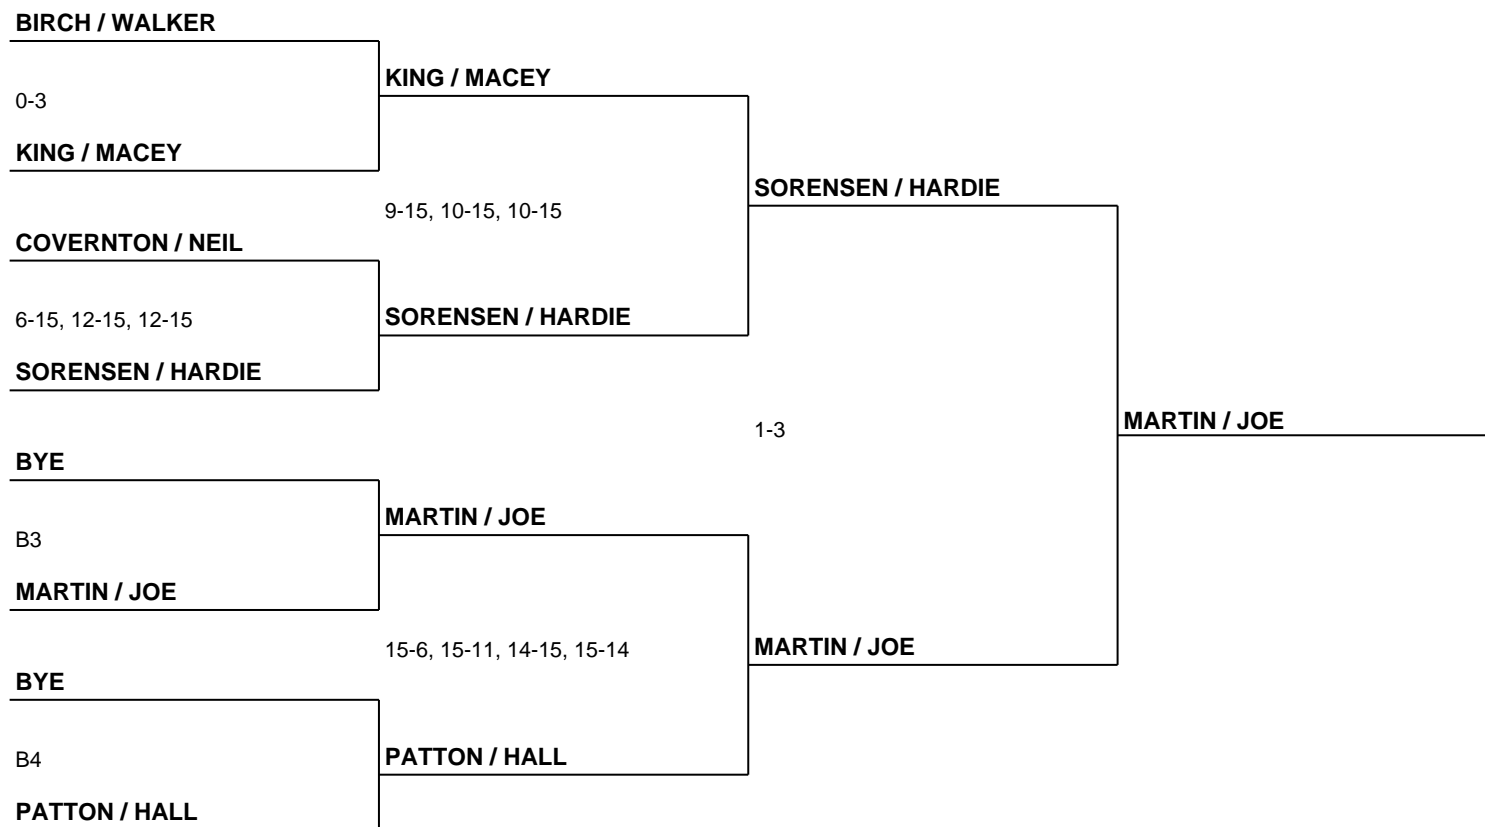 BIRCH / WALKER
0-3
KING / MACEY
COVERNTON / NEIL
6-15, 12-15, 12-15
SORENSEN / HARDIE
BYE
B3
MARTIN / JOE
BYE
B4
PATTON / HALL
KING / MACEY
9-15, 10-15, 10-15
SORENSEN / HARDIE
MARTIN / JOE
15-6, 15-11, 14-15, 15-14
PATTON / HALL
SORENSEN / HARDIE
1-3
MARTIN / JOE
MARTIN / JOE